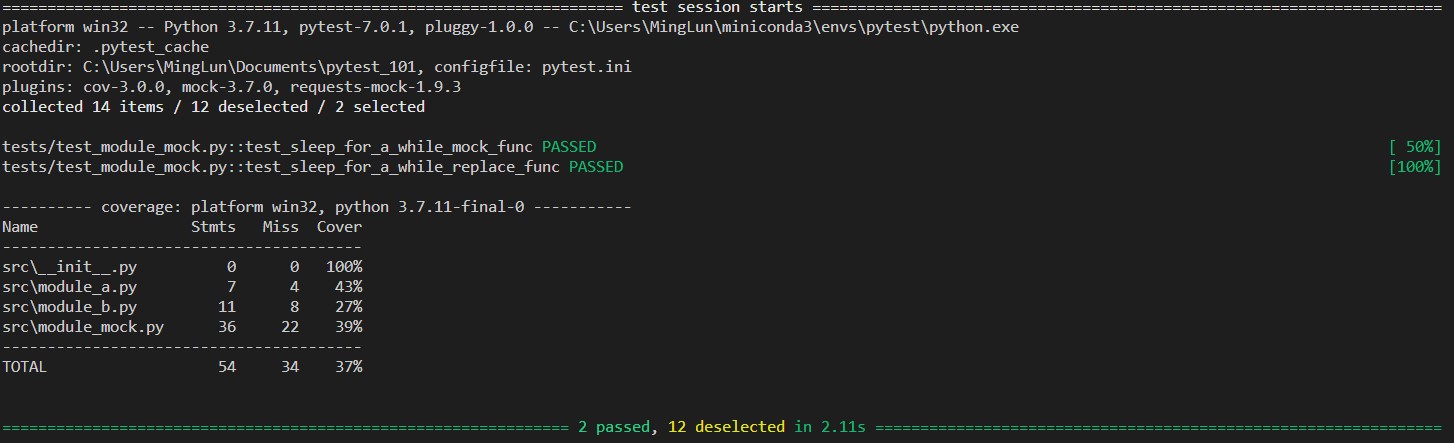 ===================================================================== test session starts ======================================================================
platform win32 -- Python 3.7.11, pytest-7.0.1, pluggy-1.0.0 -- C:\Users\MingLun\miniconda3\envs\pytest\python.exe
cachedir: .pytest_cache
rootdir: C:\Users\MingLun\Documents\pytest_101, configfile: pytest.ini
plugins: cov-3.0.0, mock-3.7.0, requests-mock-1.9.3
collected 14 items / 12 deselected / 2 selected
tests/test_module_mock.py::test_sleep_for_a_while_mock_func PASSED [ 50%]
tests/test_module_mock.py::test_sleep_for_a_while_replace_func PASSED [100%]
---------- coverage: platform win32, python 3.7.11-final-0 -----------
Name                 Stmts   Miss  Cover
----------------------------------------
src\__init__.py          0      0   100%
src\module_a.py          7      4    43%
src\module_b.py         11      8    27%
src\module_mock.py      36     22    39%
----------------------------------------
TOTAL                   54     34    37%
=============================================================== 2 passed, 12 deselected in 2.11s ===============================================================